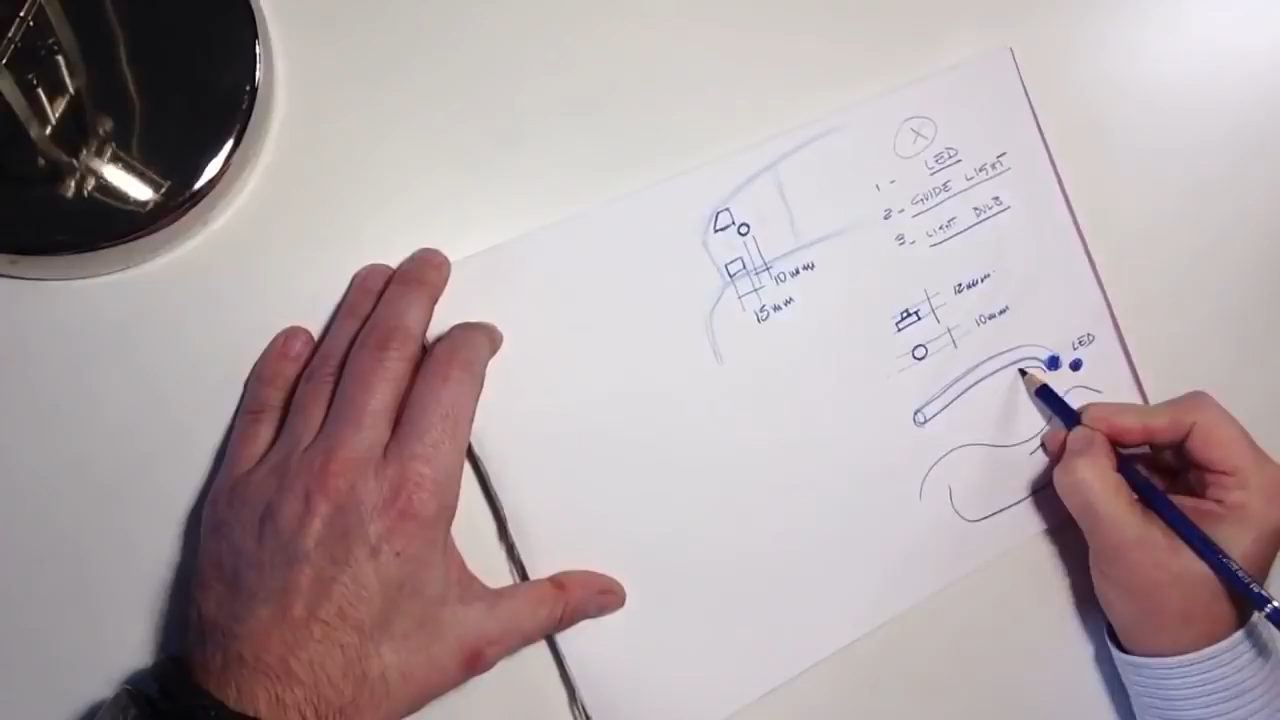 X
1- LED
2- GUIDE LIGHT
3- LIGHT BULB
10mm
15mm
12mm
10mm
LED